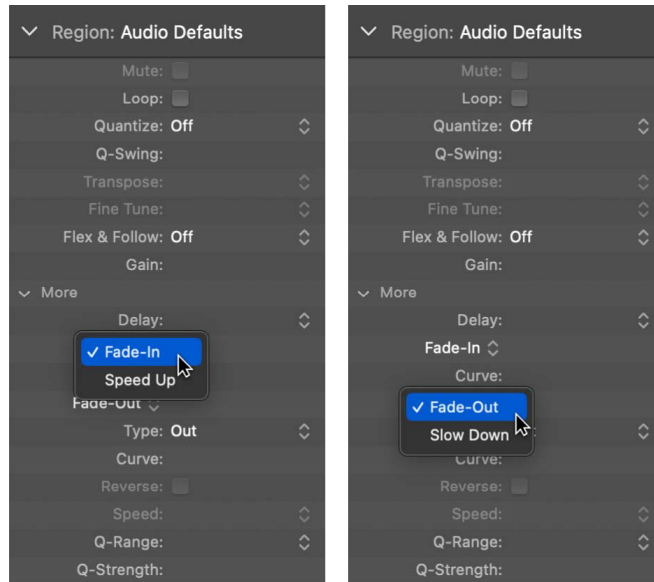 Region: Audio Defaults
Mute:
Loop:
Quantize: Off
Q-Swing:
Transpose:
Fine Tune:
Flex & Follow: Off
Gain:
More
Delay:
✓ Fade-In
Speed Up
Fade-Out
Type: Out
Curve:
Reverse:
Speed:
Q-Range:
Q-Strength:
Region: Audio Defaults
Mute:
Loop:
Quantize: Off
Q-Swing:
Transpose:
Fine Tune:
Flex & Follow: Off
Gain:
More
Delay:
Fade-In
Curve:
✓ Fade-Out
Slow Down
Curve:
Reverse:
Speed:
Q-Range:
Q-Strength: